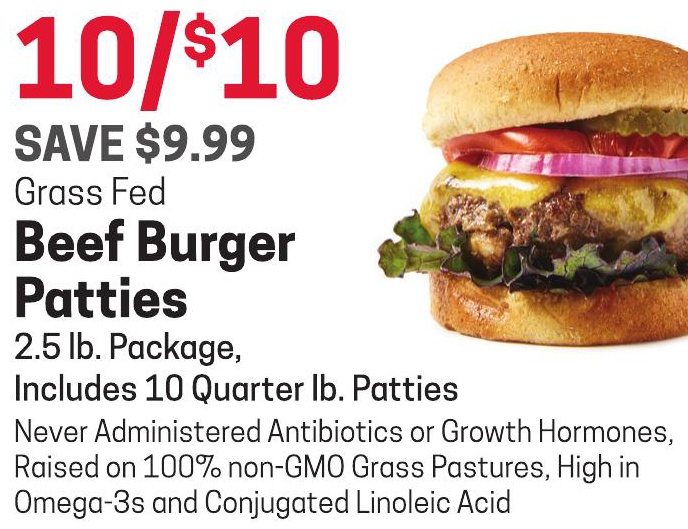 10/$10
SAVE $9.99
Grass Fed
Beef Burger
Patties
2.5 lb. Package,
Includes 10 Quarter lb. Patties
Never Administered Antibiotics or Growth Hormones,
Raised on 100% non-GMO Grass Pastures, High in
Omega-3s and Conjugated Linoleic Acid